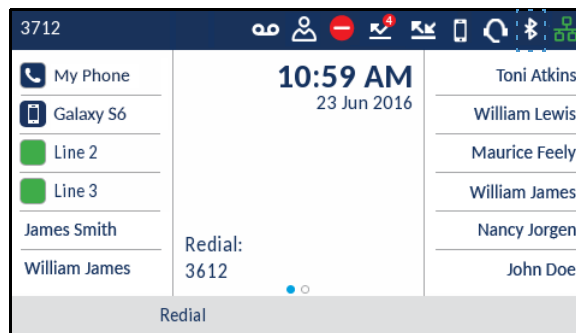 3712
4
My Phone
Galaxy S6
Line 2
Line 3
James Smith
William James
10:59 AM
23 Jun 2016
Redial:
3612
Toni Atkins
William Lewis
Maurice Feely
William James
Nancy Jorgen
John Doe
Redial